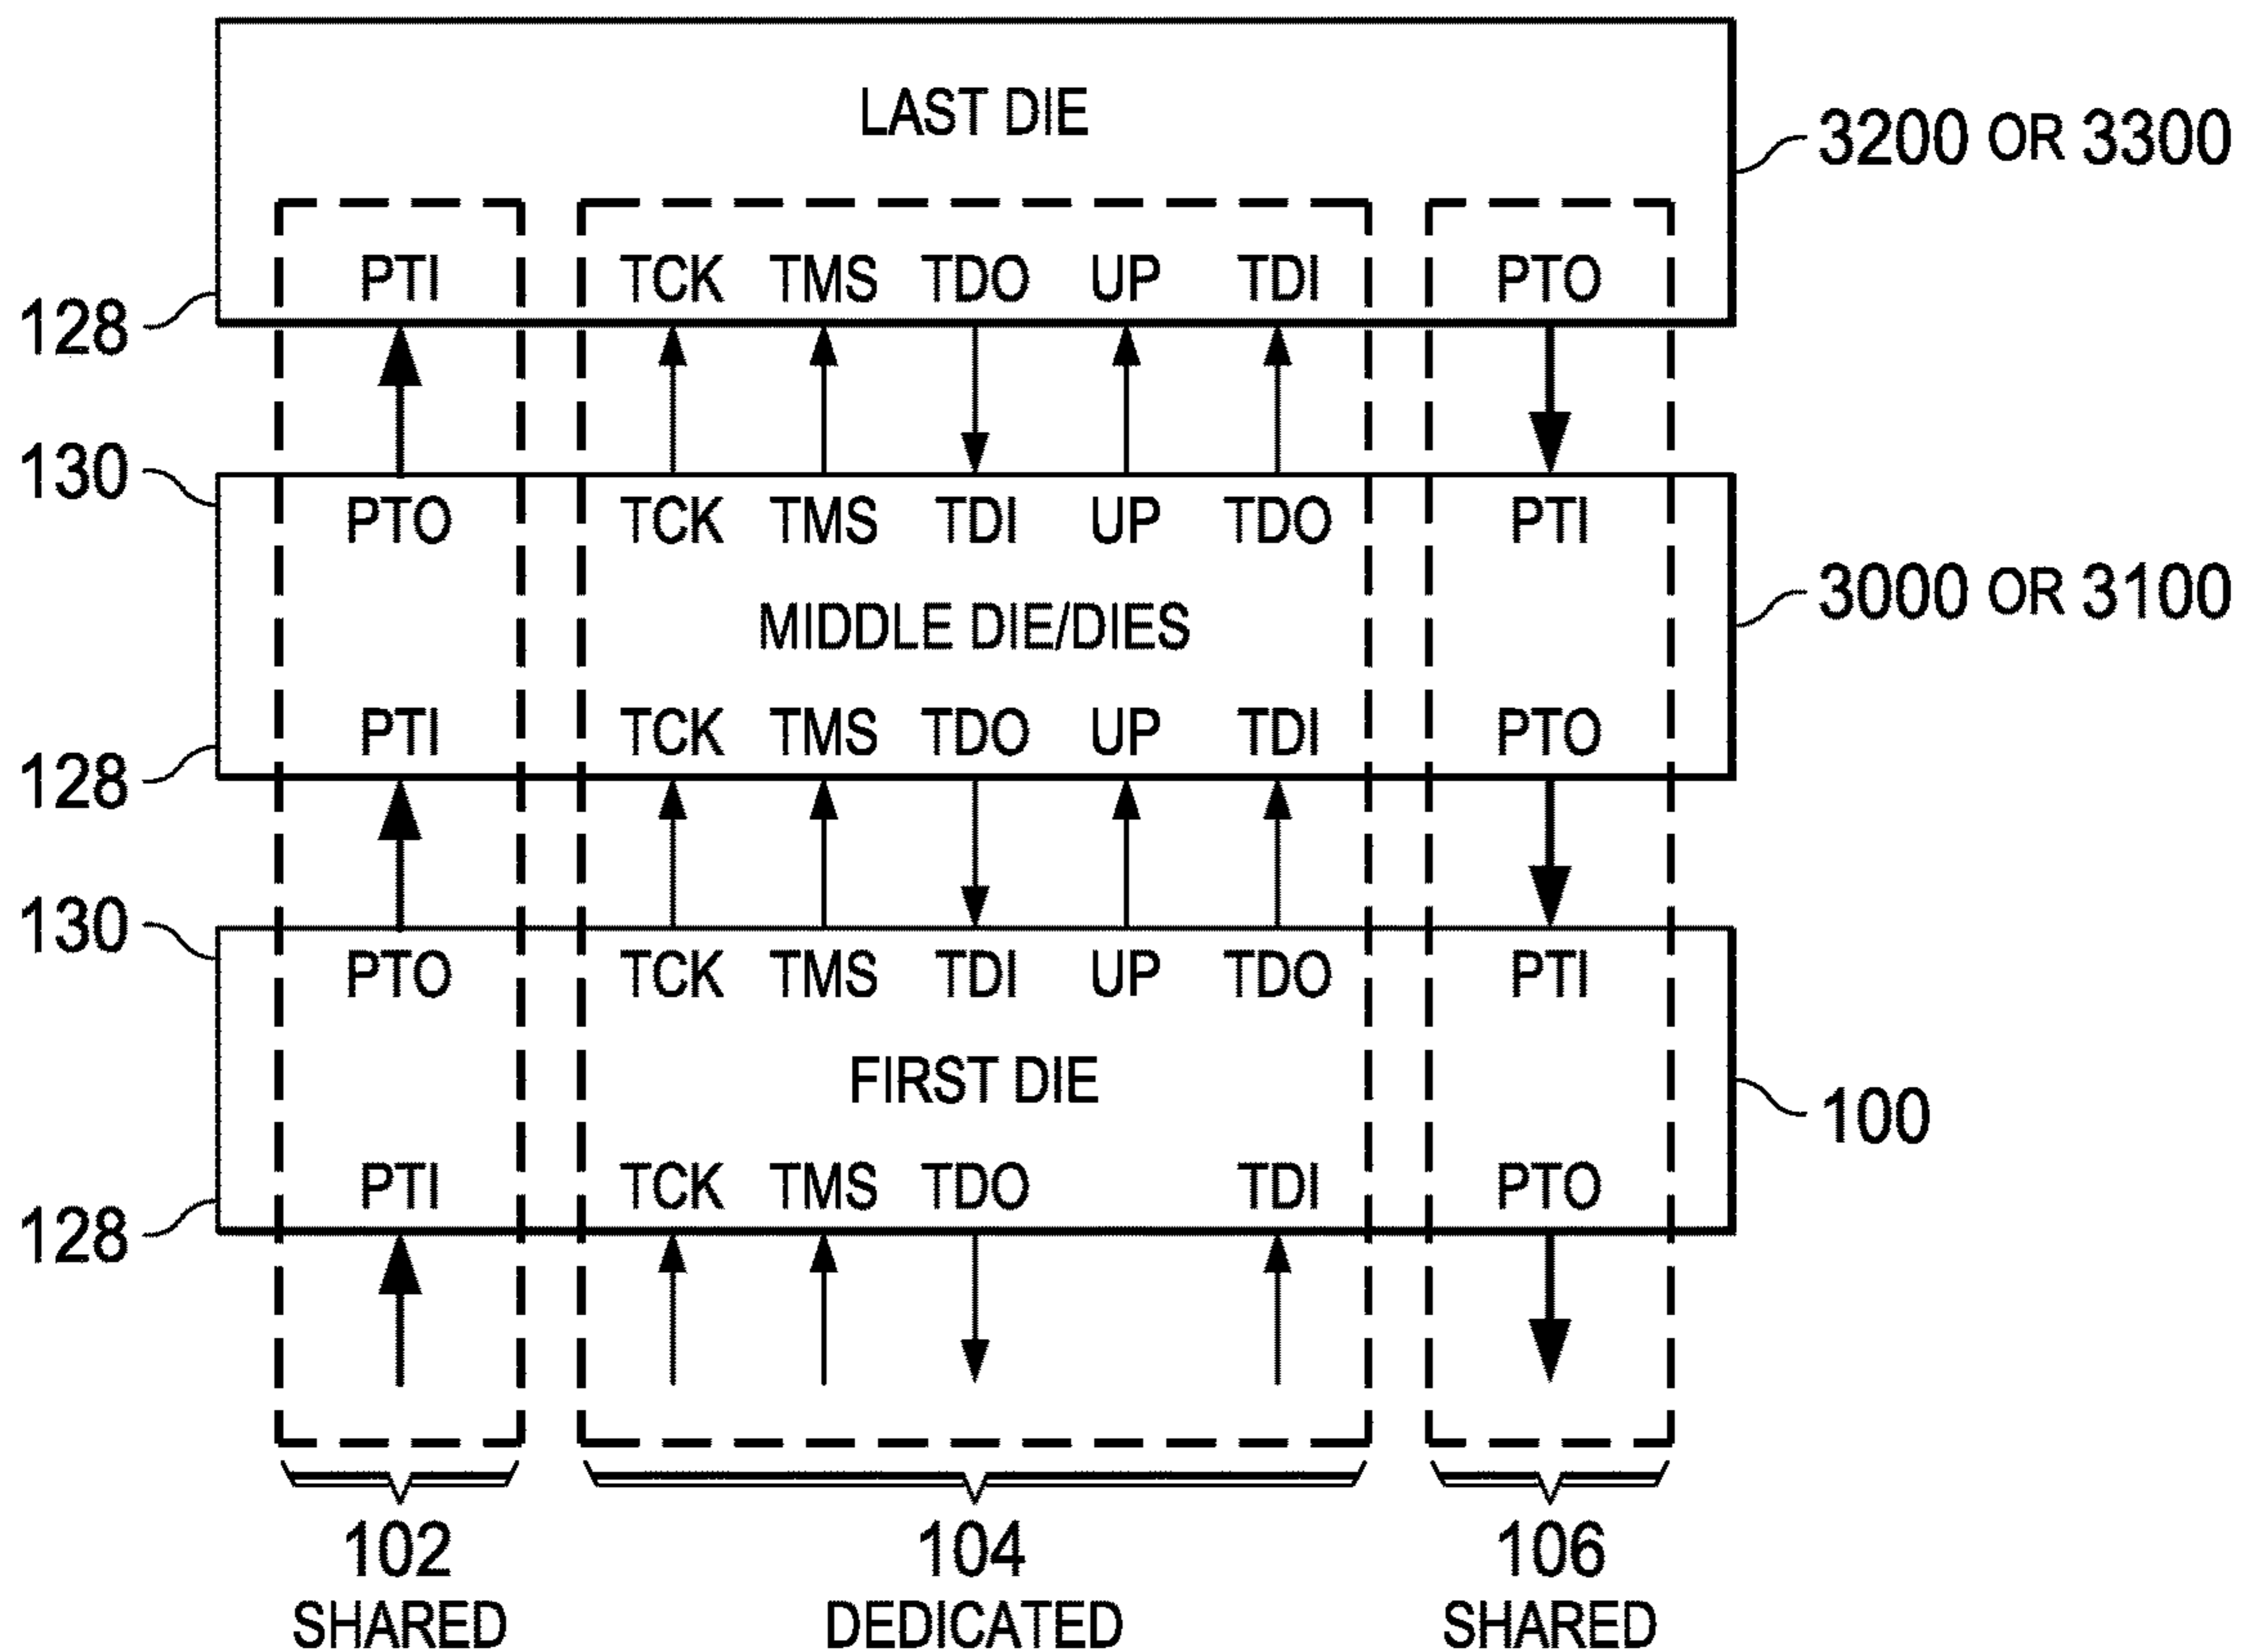 LAST DIE
3200 OR 3300
PTI TCK TMS TDO UP TDI PTO
128
130
PTO TCK TMS TDI UP TDO PTI
MIDDLE DIE/DIES
3000 OR 3100
PTI TCK TMS TDO UP TDI PTO
128
130
PTO TCK TMS TDI UP TDO PTI
FIRST DIE
100
PTI TCK TMS TDO TDI PTO
128
102 104 106
SHARED DEDICATED SHARED